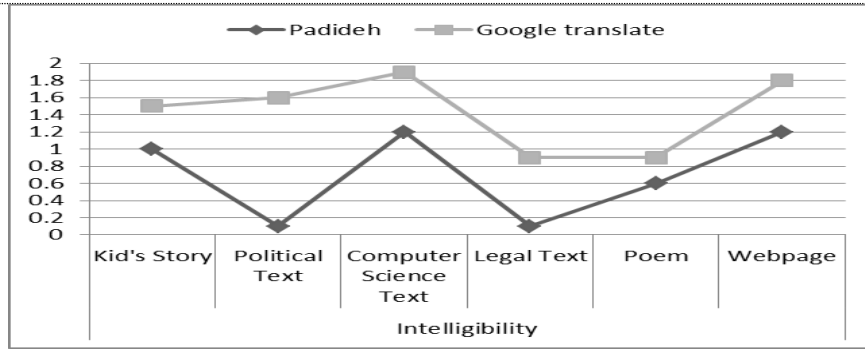 Padideh Google translate
2
1.8
1.6
1.4
1.2
1
0.8
0.6
0.4
0.2
0
Kid's Story Political Computer Legal Text Poem Webpage
Text Science
Text
Intelligibility